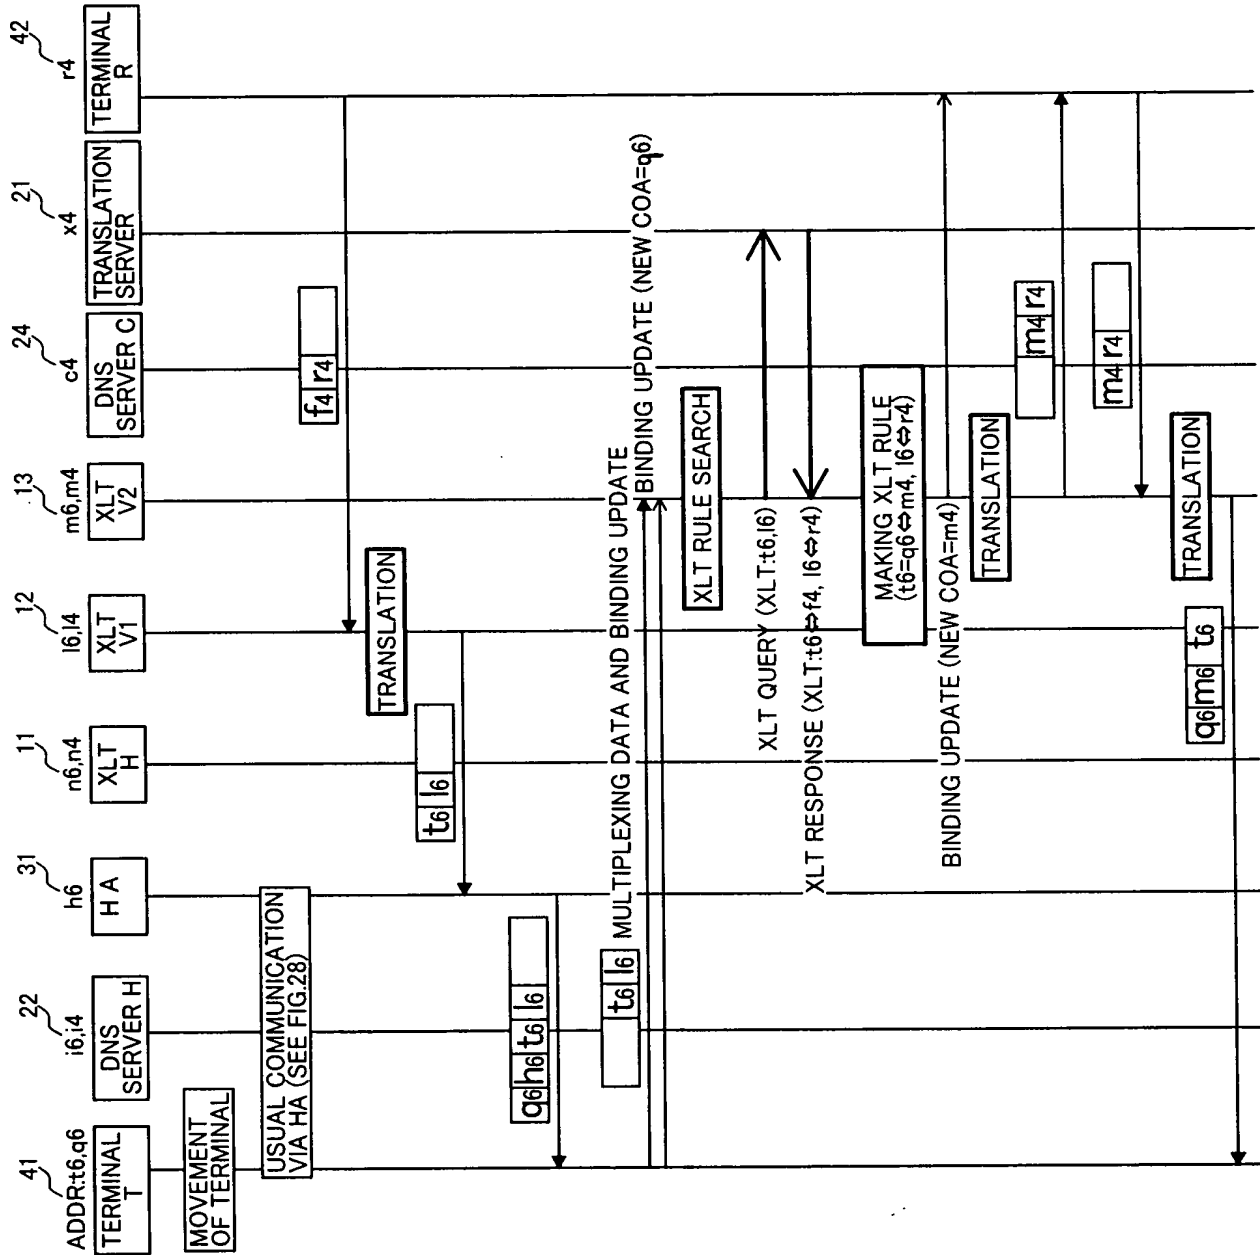 41
ADDR:t6,q6
TERMINAL
T
22
i6,i4
DNS
SERVER H
31
h6
H A
11
n6,n4
XLT
H
12
l6,l4
XLT
V1
13
m6,m4
XLT
V2
24
c4
DNS
SERVER C
21
x4
TRANSLATION
SERVER
42
r4
TERMINAL
R
MOVEMENT
OF TERMINAL
USUAL COMMUNICATION
VIA HA (SEE FIG.28)
f4 r4
TRANSLATION
t6 l6
q6 h6 t6 l6
t6 l6
MULTIPLEXING DATA AND BINDING UPDATE
BINDING UPDATE (NEW COA=q6)
XLT RULE SEARCH
XLT QUERY (XLT:t6,l6)
XLT RESPONSE (XLT:t6⇔f4, l6⇔r4)
MAKING XLT RULE
(t6=q6⇔m4, l6⇔r4)
BINDING UPDATE (NEW COA=m4)
TRANSLATION
m4 r4
m4 r4
TRANSLATION
q6 m6 t6